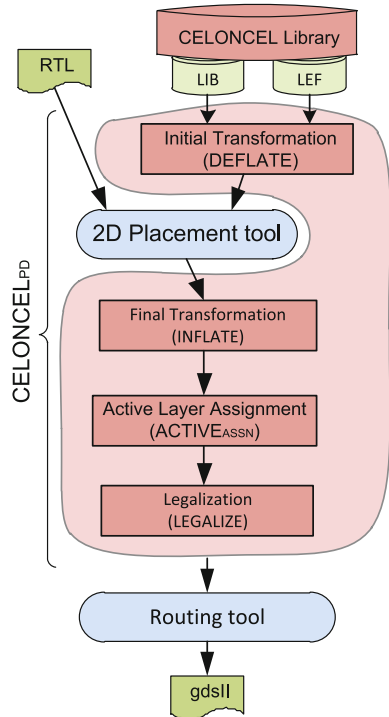 CELONCEL Library
RTL
LIB
LEF
Initial Transformation
(DEFLATE)
2D Placement tool
CELONCELPD
Final Transformation
(INFLATE)
Active Layer Assignment
(ACTIVEASSN)
Legalization
(LEGALIZE)
Routing tool
gdsII